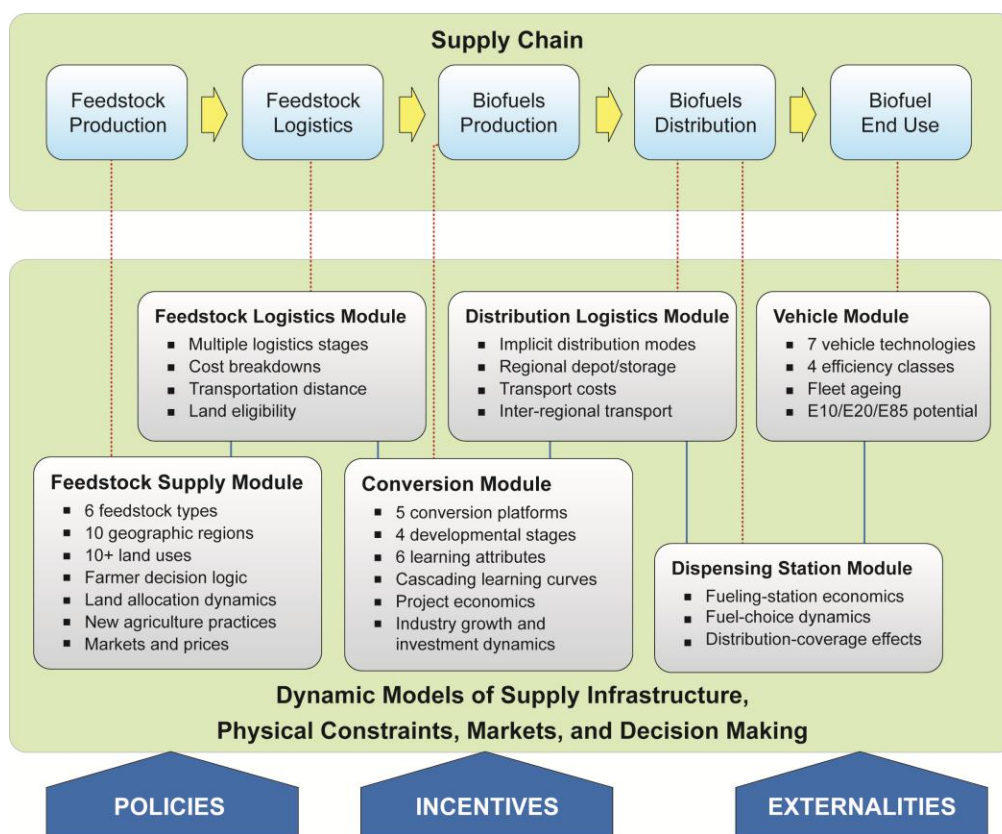 Supply Chain
Feedstock
Production
Feedstock
Logistics
Biofuels
Production
Biofuels
Distribution
Biofuel
End Use
Feedstock Logistics Module
■ Multiple logistics stages
■ Cost breakdowns
■ Transportation distance
■ Land eligibility
Distribution Logistics Module
■ Implicit distribution modes
■ Regional depot/storage
■ Transport costs
■ Inter-regional transport
Vehicle Module
■ 7 vehicle technologies
■ 4 efficiency classes
■ Fleet ageing
■ E10/E20/E85 potential
Feedstock Supply Module
■ 6 feedstock types
■ 10 geographic regions
■ 10+ land uses
■ Farmer decision logic
■ Land allocation dynamics
■ New agriculture practices
■ Markets and prices
Conversion Module
■ 5 conversion platforms
■ 4 developmental stages
■ 6 learning attributes
■ Cascading learning curves
■ Project economics
■ Industry growth and
investment dynamics
Dispensing Station Module
■ Fueling-station economics
■ Fuel-choice dynamics
■ Distribution-coverage effects
Dynamic Models of Supply Infrastructure,
Physical Constraints, Markets, and Decision Making
POLICIES
INCENTIVES
EXTERNALITIES